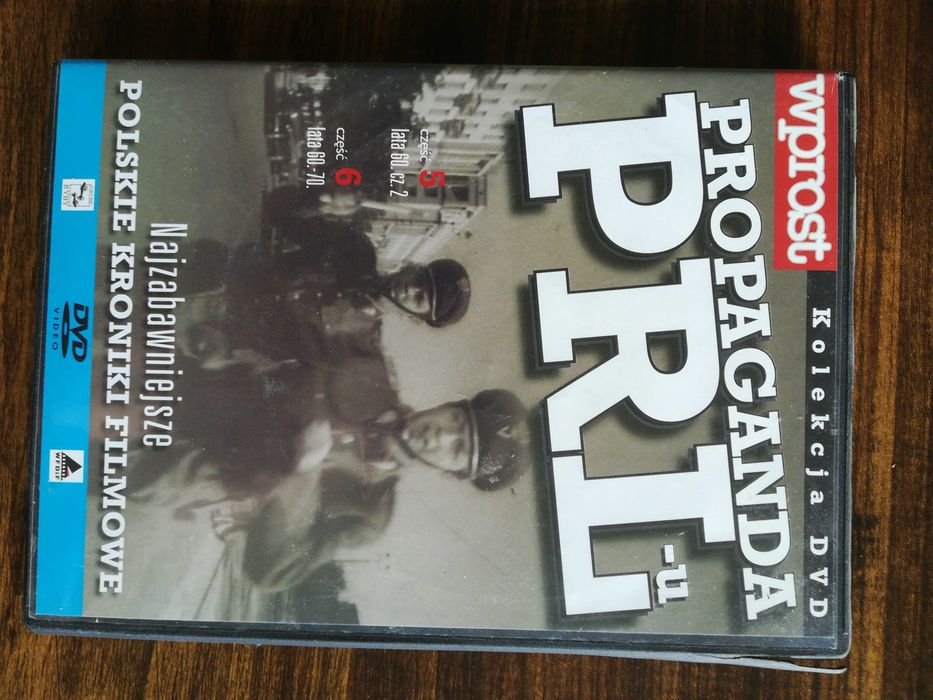 wprost
Kolekcja DVD
PROPAGANDA
PRL-u
część 5
lata 60. cz. 2
część 6
lata 60.-70.
Najzabawniejsze
POLSKIE KRONIKI FILMOWE
DVD
VIDEO
WFDiF